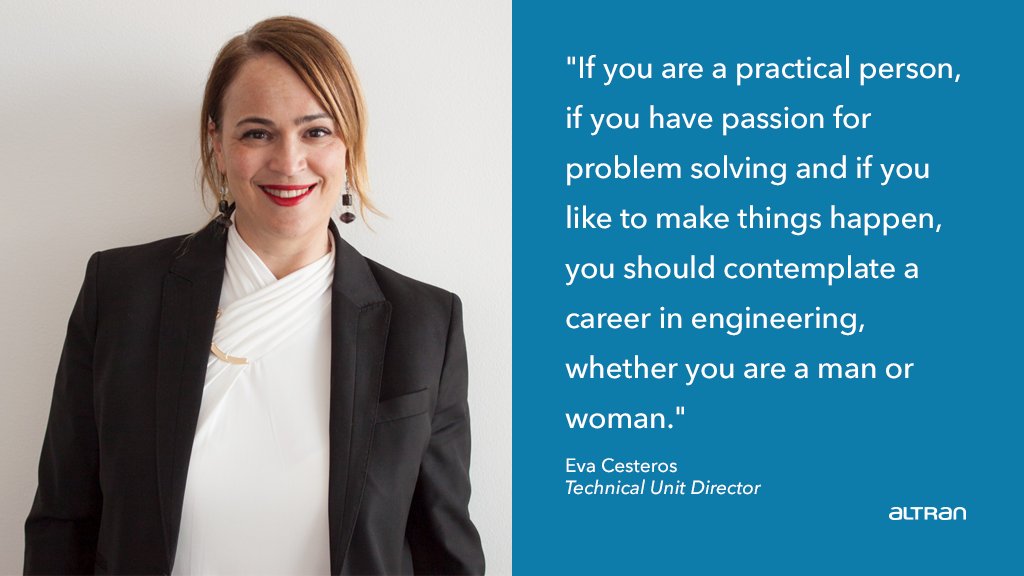 "If you are a practical person,
if you have passion for
problem solving and if you
like to make things happen,
you should contemplate a
career in engineering,
whether you are a man or
woman."
Eva Cesteros
Technical Unit Director
ALTRAN